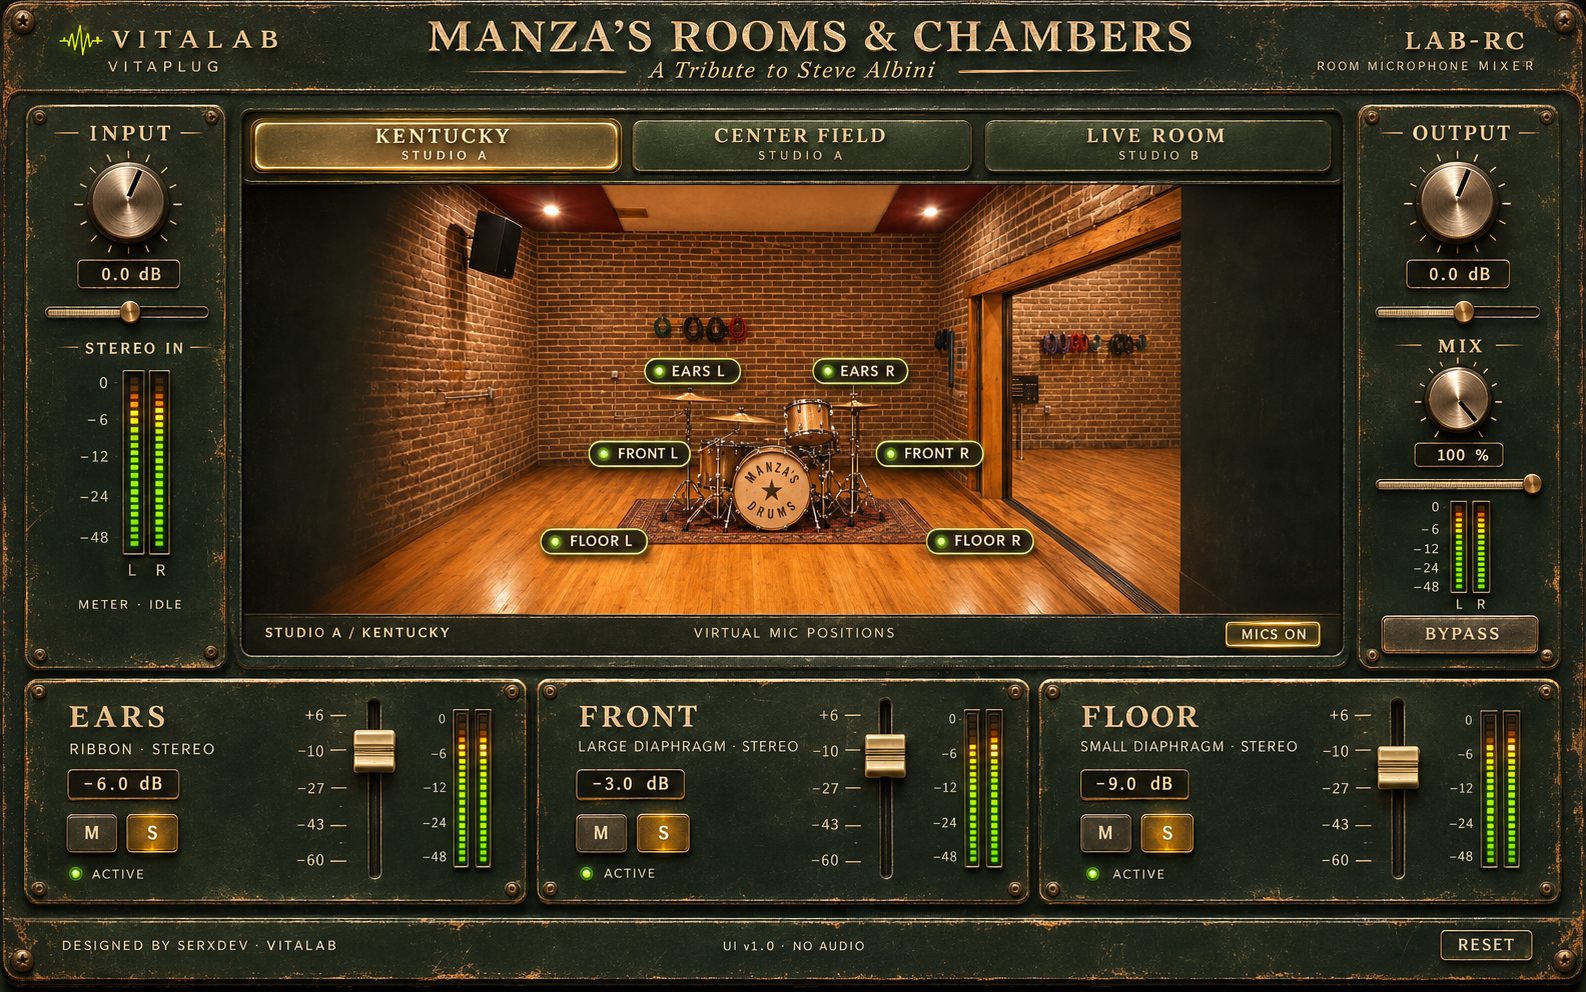 VITALAB
VITAPLUG
MANZA'S ROOMS & CHAMBERS
A Tribute to Steve Albini
LAB-RC
ROOM MICROPHONE MIXER
INPUT
0.0 dB
STEREO IN
0
-6
-12
-24
-48
L R
METER · IDLE
KENTUCKY
STUDIO A
CENTER FIELD
STUDIO A
LIVE ROOM
STUDIO B
EARS L
EARS R
FRONT L
FRONT R
MANZA'S
DRUMS
FLOOR L
FLOOR R
STUDIO A / KENTUCKY
VIRTUAL MIC POSITIONS
MICS ON
OUTPUT
0.0 dB
MIX
100 %
0
-6
-12
-24
-48
L R
BYPASS
EARS
RIBBON · STEREO
-6.0 dB
M S
ACTIVE
+6
-10
-27
-43
-60
0
-6
-12
-24
-48
FRONT
LARGE DIAPHRAGM · STEREO
-3.0 dB
M S
ACTIVE
+6
-10
-27
-43
-60
0
-6
-12
-24
-48
FLOOR
SMALL DIAPHRAGM · STEREO
-9.0 dB
M S
ACTIVE
+6
-10
-27
-43
-60
0
-6
-12
-24
-48
DESIGNED BY SERXDEV · VITALAB
UI v1.0 · NO AUDIO
RESET